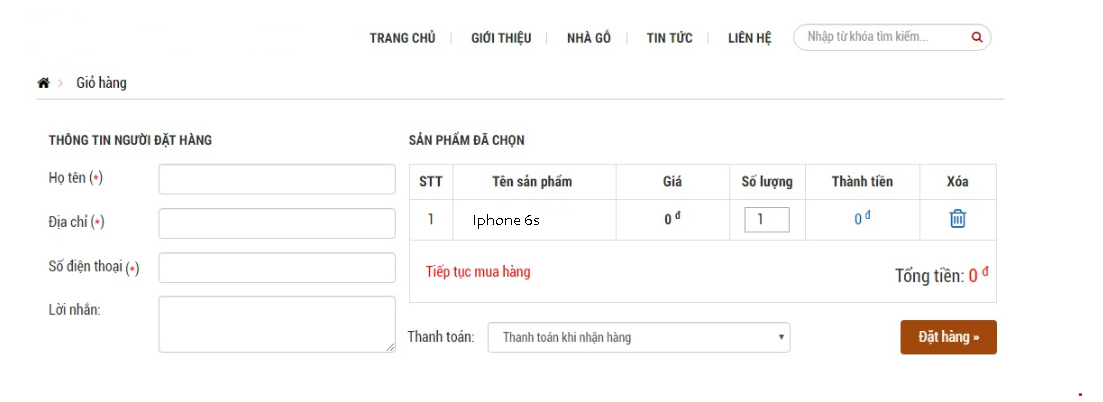 TRANG CHỦ | GIỚI THIỆU | NHÀ GỖ | TIN TỨC | LIÊN HỆ Nhập từ khóa tìm kiếm...
> Giỏ hàng
THÔNG TIN NGƯỜI ĐẶT HÀNG
Họ tên (*)
Địa chỉ (*)
Số điện thoại (*)
Lời nhắn:
SẢN PHẨM ĐÃ CHỌN
STT Tên sản phẩm Giá Số lượng Thành tiền Xóa
1 Iphone 6s 0 đ 1 0 đ
Tiếp tục mua hàng Tổng tiền: 0 đ
Thanh toán: Thanh toán khi nhận hàng Đặt hàng »